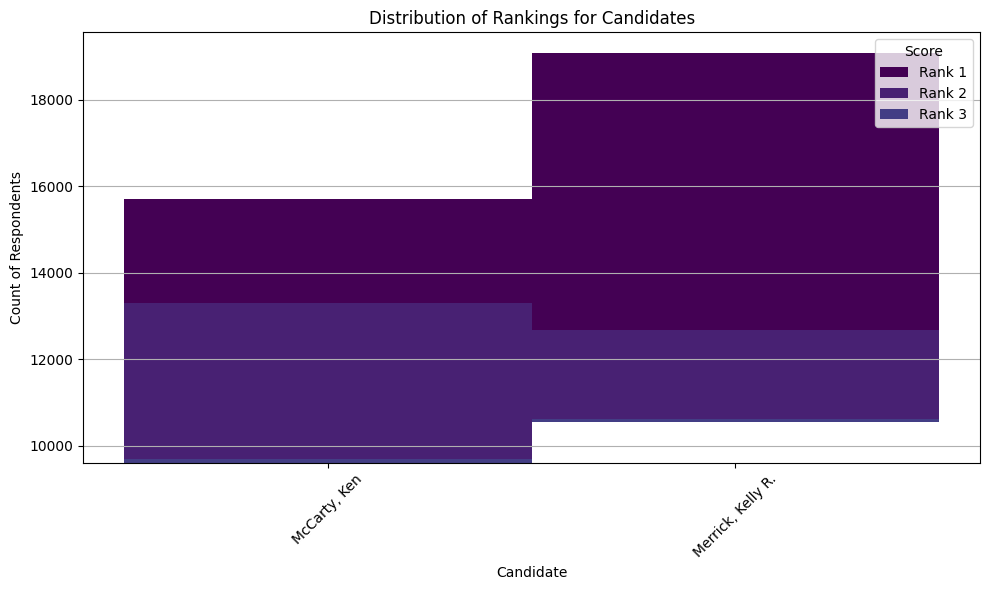 Distribution of Rankings for Candidates
Score
Rank 1
Rank 2
Rank 3
Count of Respondents
18000
16000
14000
12000
10000
McCarty, Ken
Merrick, Kelly R.
Candidate